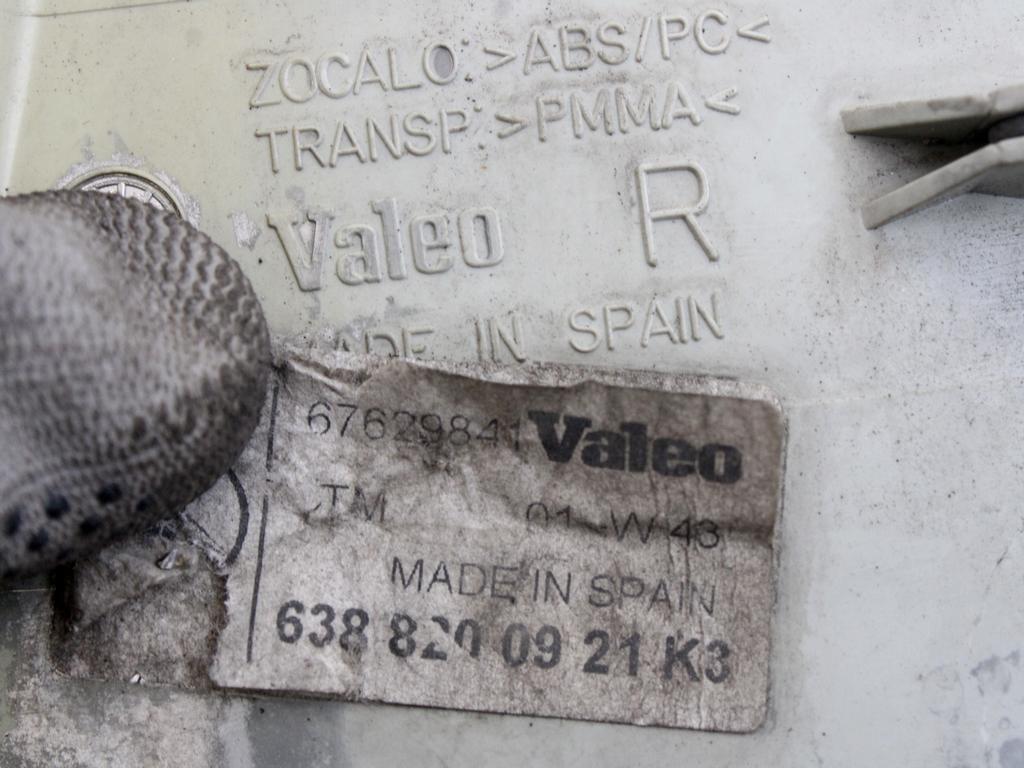 ZOCALO: >ABS/PC<
TRANSP.: >PMMA<
Valeo R
MADE IN SPAIN
67629841 Valeo
JTM 01 -W 43
MADE IN SPAIN
638 820 09 21 K3